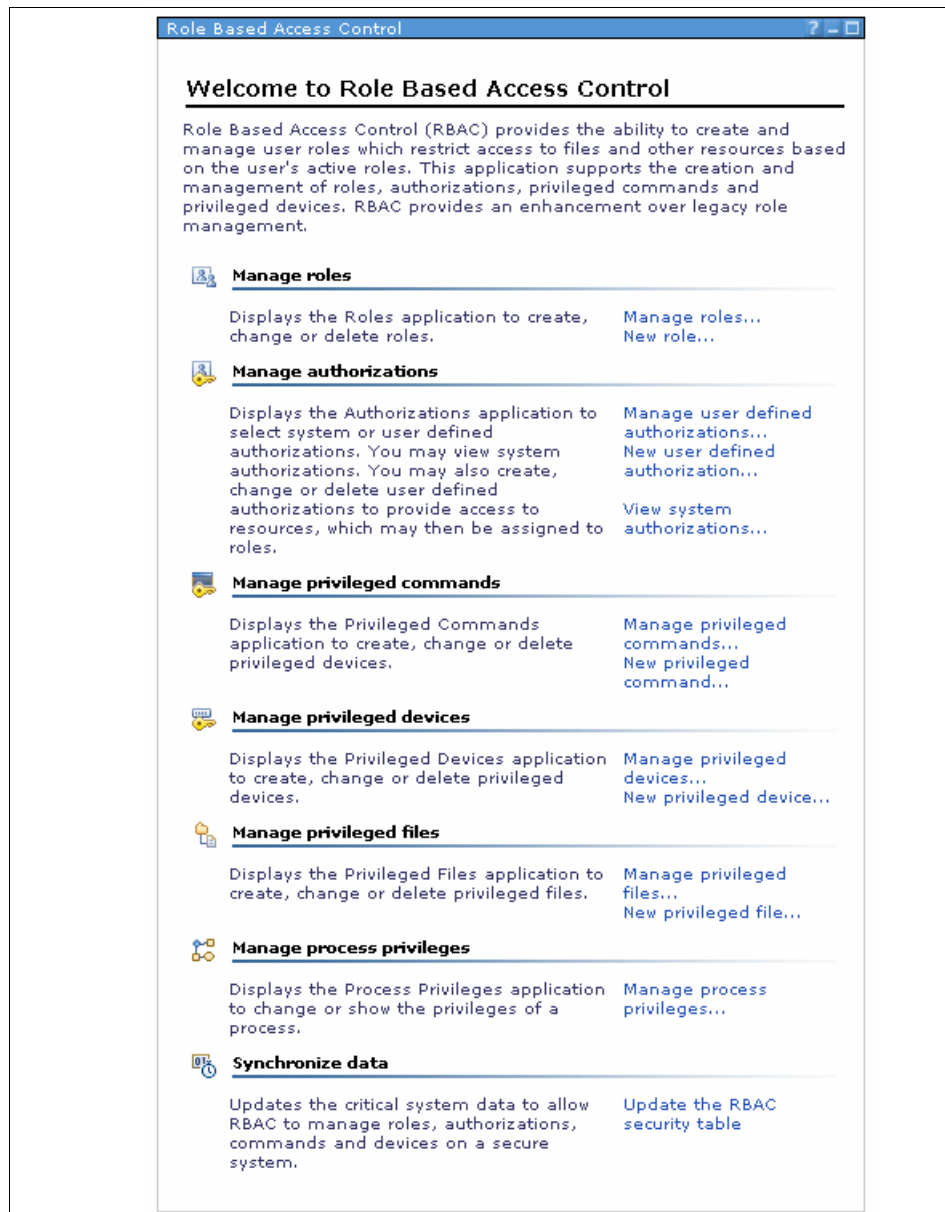 Role Based Access Control
?
Welcome to Role Based Access Control
Role Based Access Control (RBAC) provides the ability to create and
manage user roles which restrict access to files and other resources based
on the user's active roles. This application supports the creation and
management of roles, authorizations, privileged commands and
privileged devices. RBAC provides an enhancement over legacy role
management.
Manage roles
Displays the Roles application to create,
change or delete roles.
Manage roles...
New role...
Manage authorizations
Displays the Authorizations application to
select system or user defined
authorizations. You may view system
authorizations. You may also create,
change or delete user defined
authorizations to provide access to
resources, which may then be assigned to
roles.
Manage user defined
authorizations...
New user defined
authorization...
View system
authorizations...
Manage privileged commands
Displays the Privileged Commands
application to create, change or delete
privileged devices.
Manage privileged
commands...
New privileged
command...
Manage privileged devices
Displays the Privileged Devices application
to create, change or delete privileged
devices.
Manage privileged
devices...
New privileged device...
Manage privileged files
Displays the Privileged Files application to
create, change or delete privileged files.
Manage privileged
files...
New privileged file...
Manage process privileges
Displays the Process Privileges application
to change or show the privileges of a
process.
Manage process
privileges...
Synchronize data
Updates the critical system data to allow
RBAC to manage roles, authorizations,
commands and devices on a secure
system.
Update the RBAC
security table